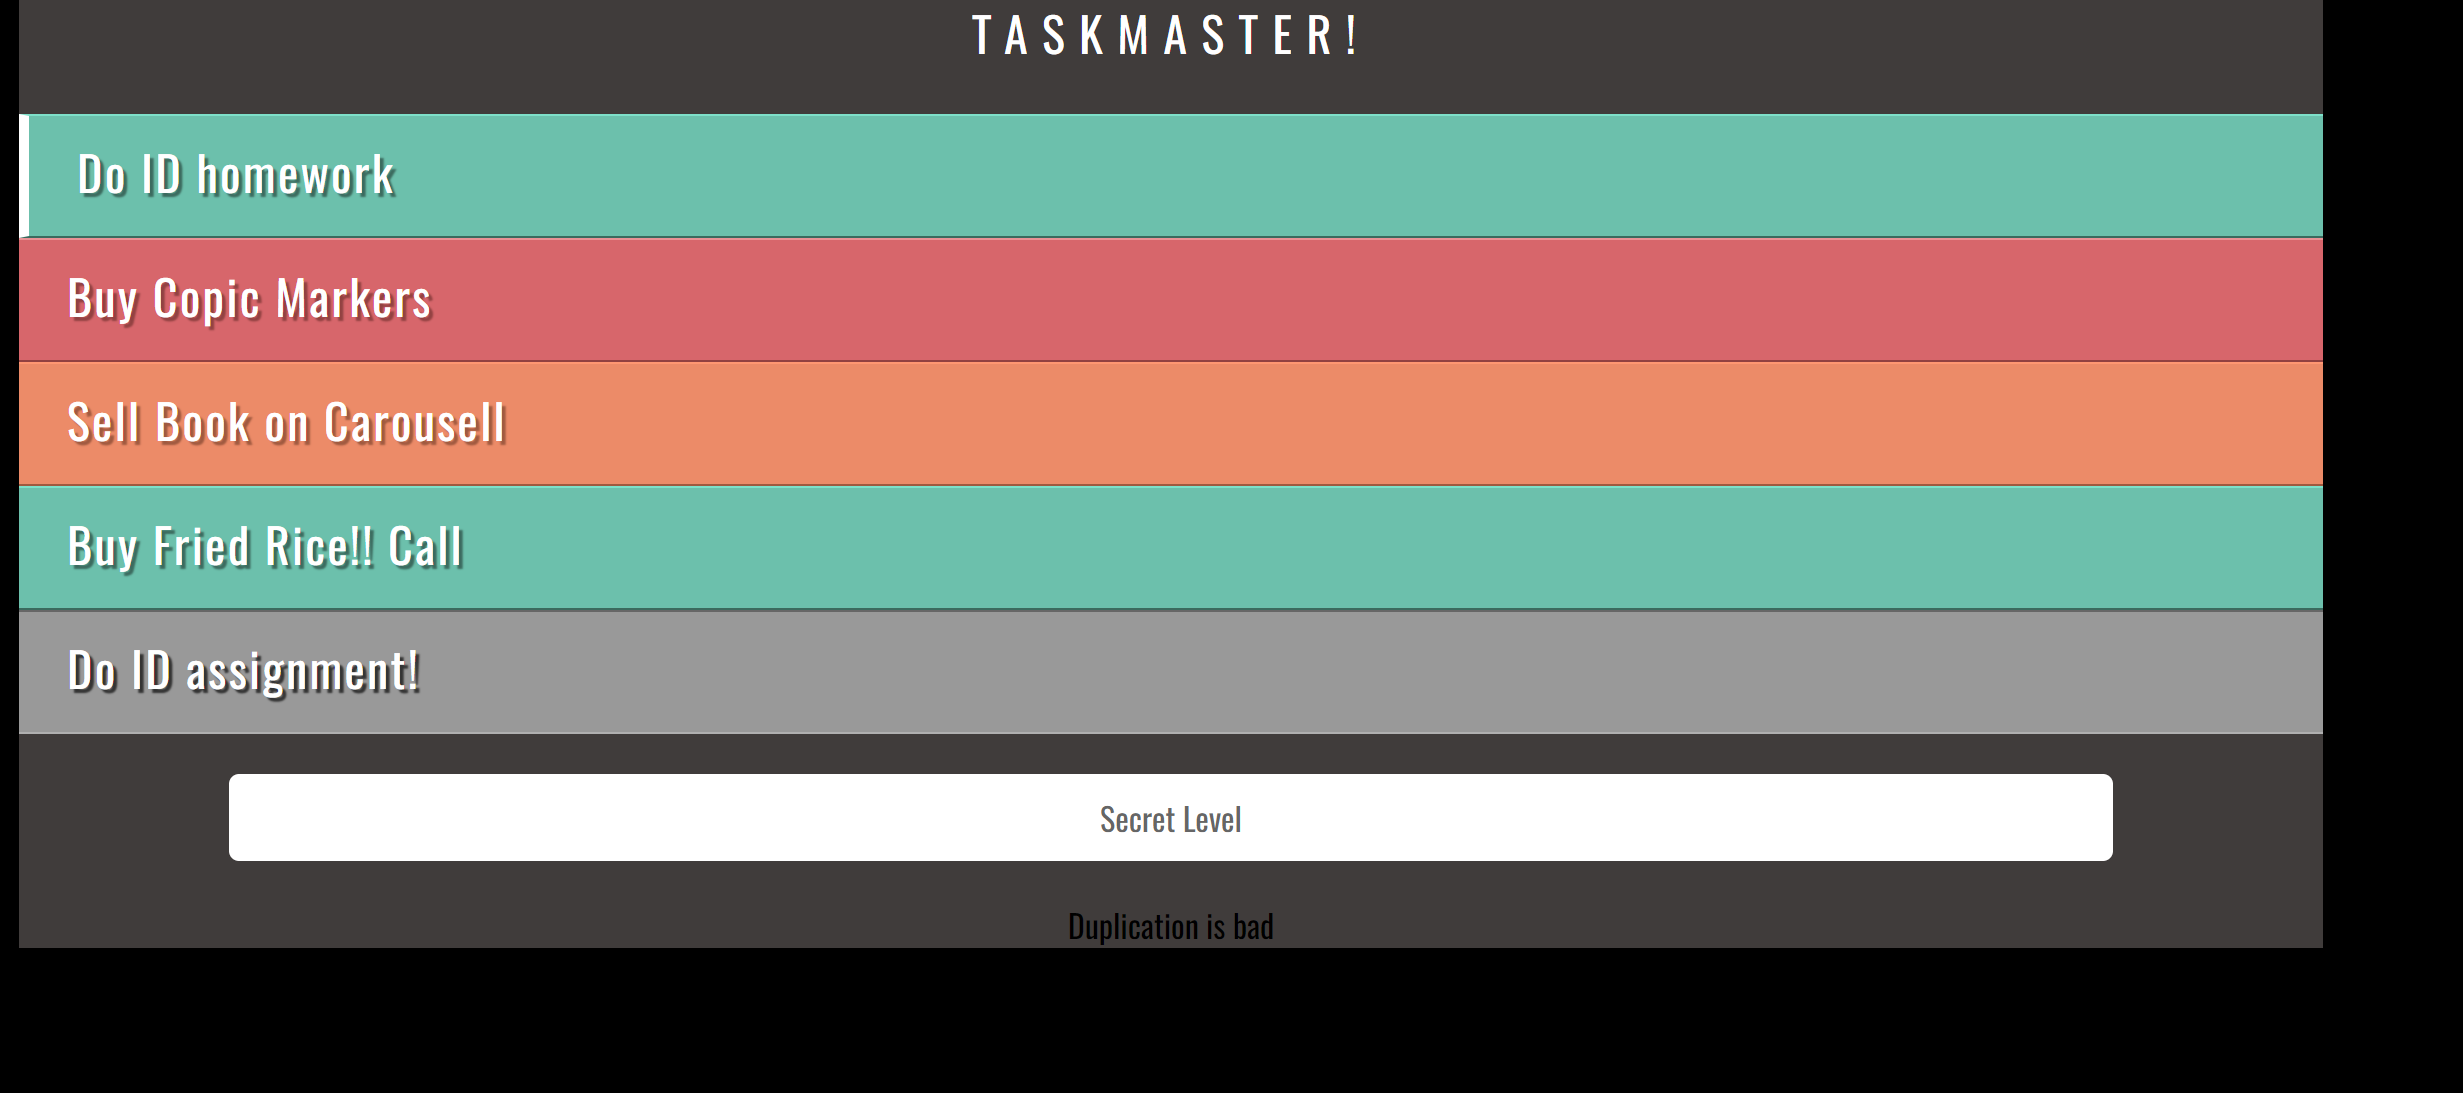 TASKMASTER!
Do ID homework
Buy Copic Markers
Sell Book on Carousell
Buy Fried Rice!! Call
Do ID assignment!
Secret Level
Duplication is bad